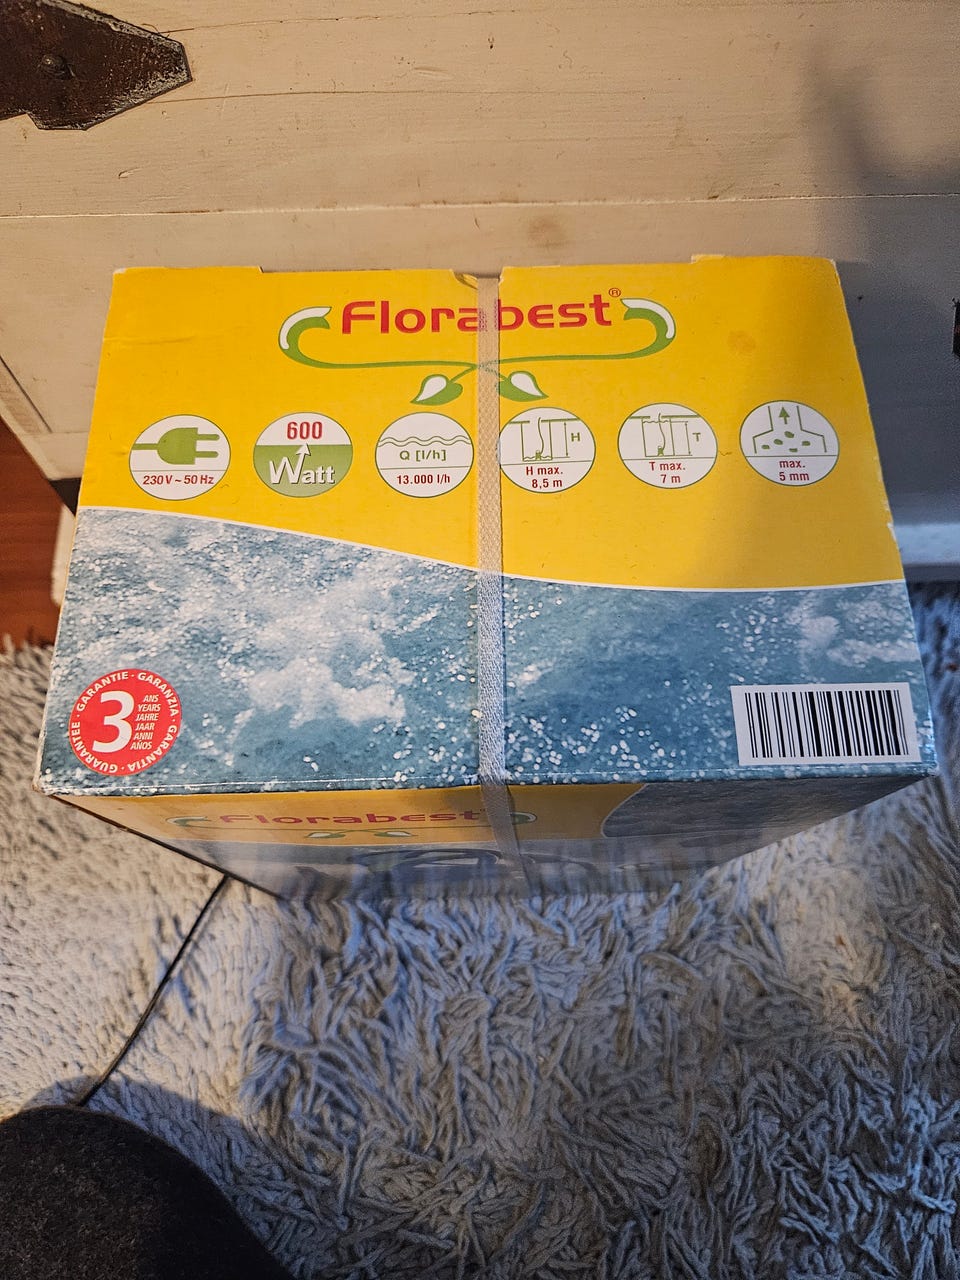 Florabest®
230 V ~ 50 Hz
600
Watt
Q [l/h]
13.000 l/h
H
H max.
8,5 m
T
T max.
7 m
max.
5 mm
GARANTIE · GARANZIA · GARANTIA · GUARANTEE ·
3
ANS
YEARS
JAHRE
JAAR
ANNI
AÑOS
Florabest